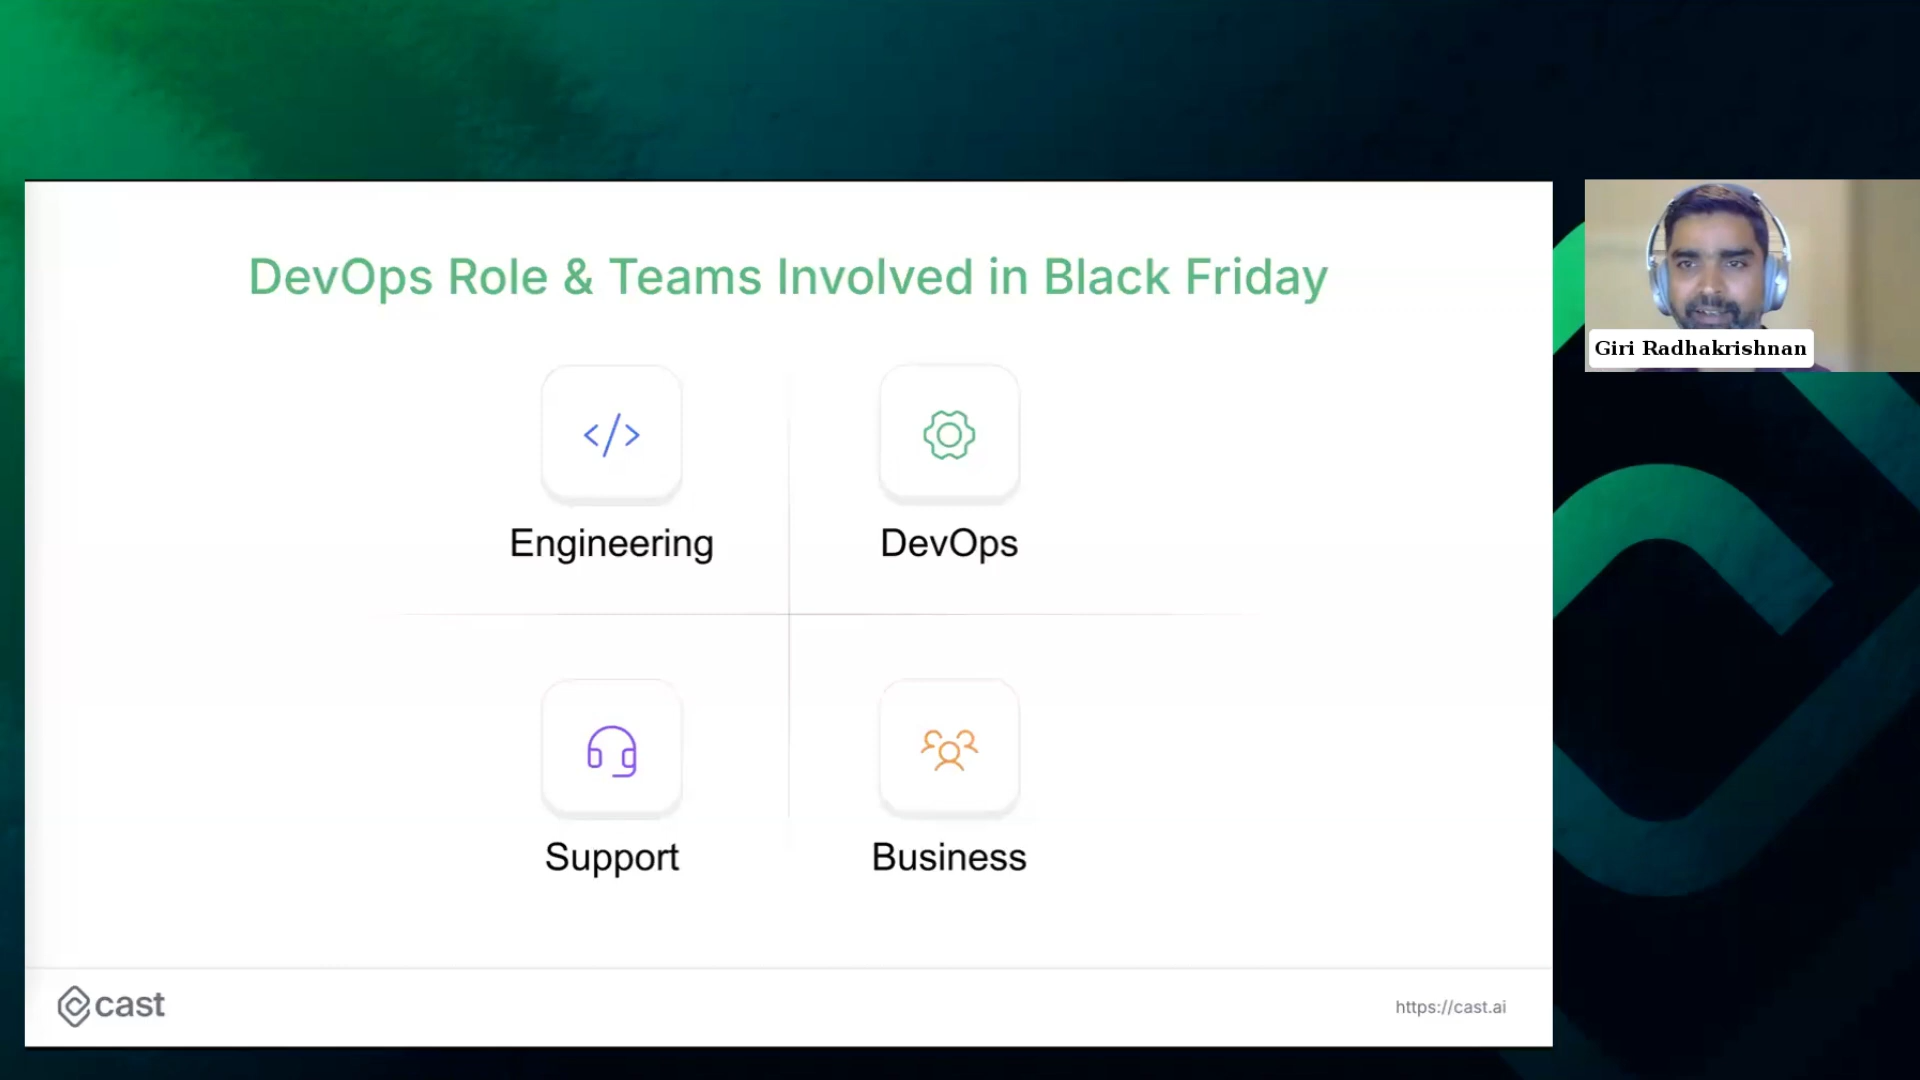 DevOps Role & Teams Involved in Black Friday
Giri Radhakrishnan
</>
Engineering
DevOps
Support
Business
cast
https://cast.ai